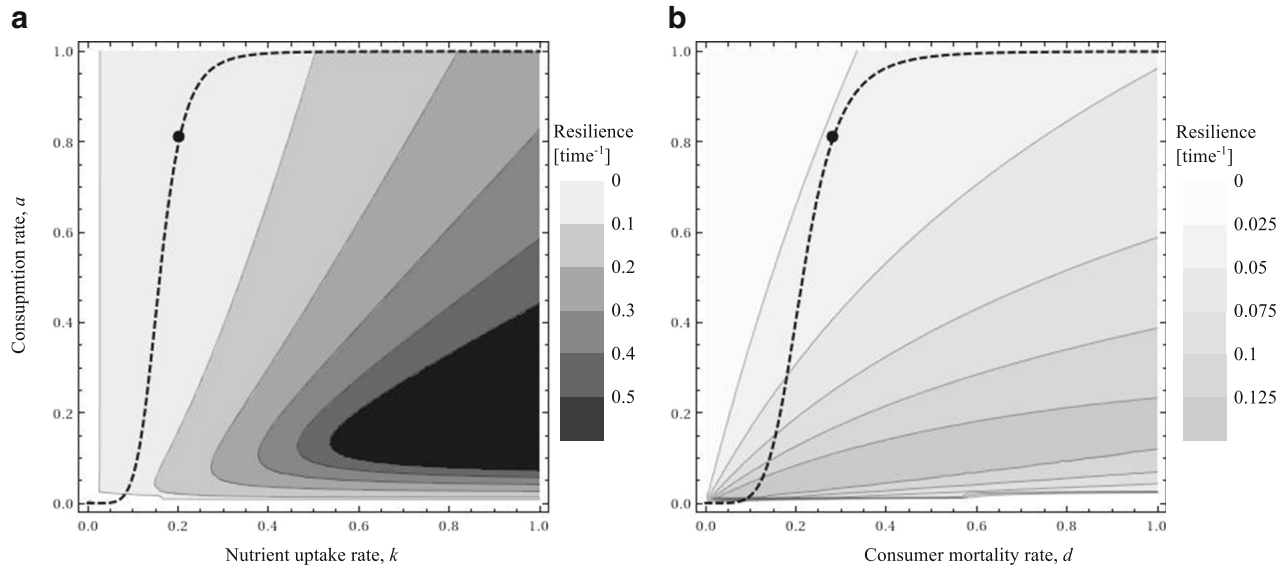 a
1.0
0.8
0.6
0.4
0.2
0.0
0.0 0.2 0.4 0.6 0.8 1.0
Consupmtion rate, a
Nutrient uptake rate, k
Resilience
[time⁻¹]
0
0.1
0.2
0.3
0.4
0.5
b
1.0
0.8
0.6
0.4
0.2
0.0
0.0 0.2 0.4 0.6 0.8 1.0
Consumer mortality rate, d
Resilience
[time⁻¹]
0
0.025
0.05
0.075
0.1
0.125